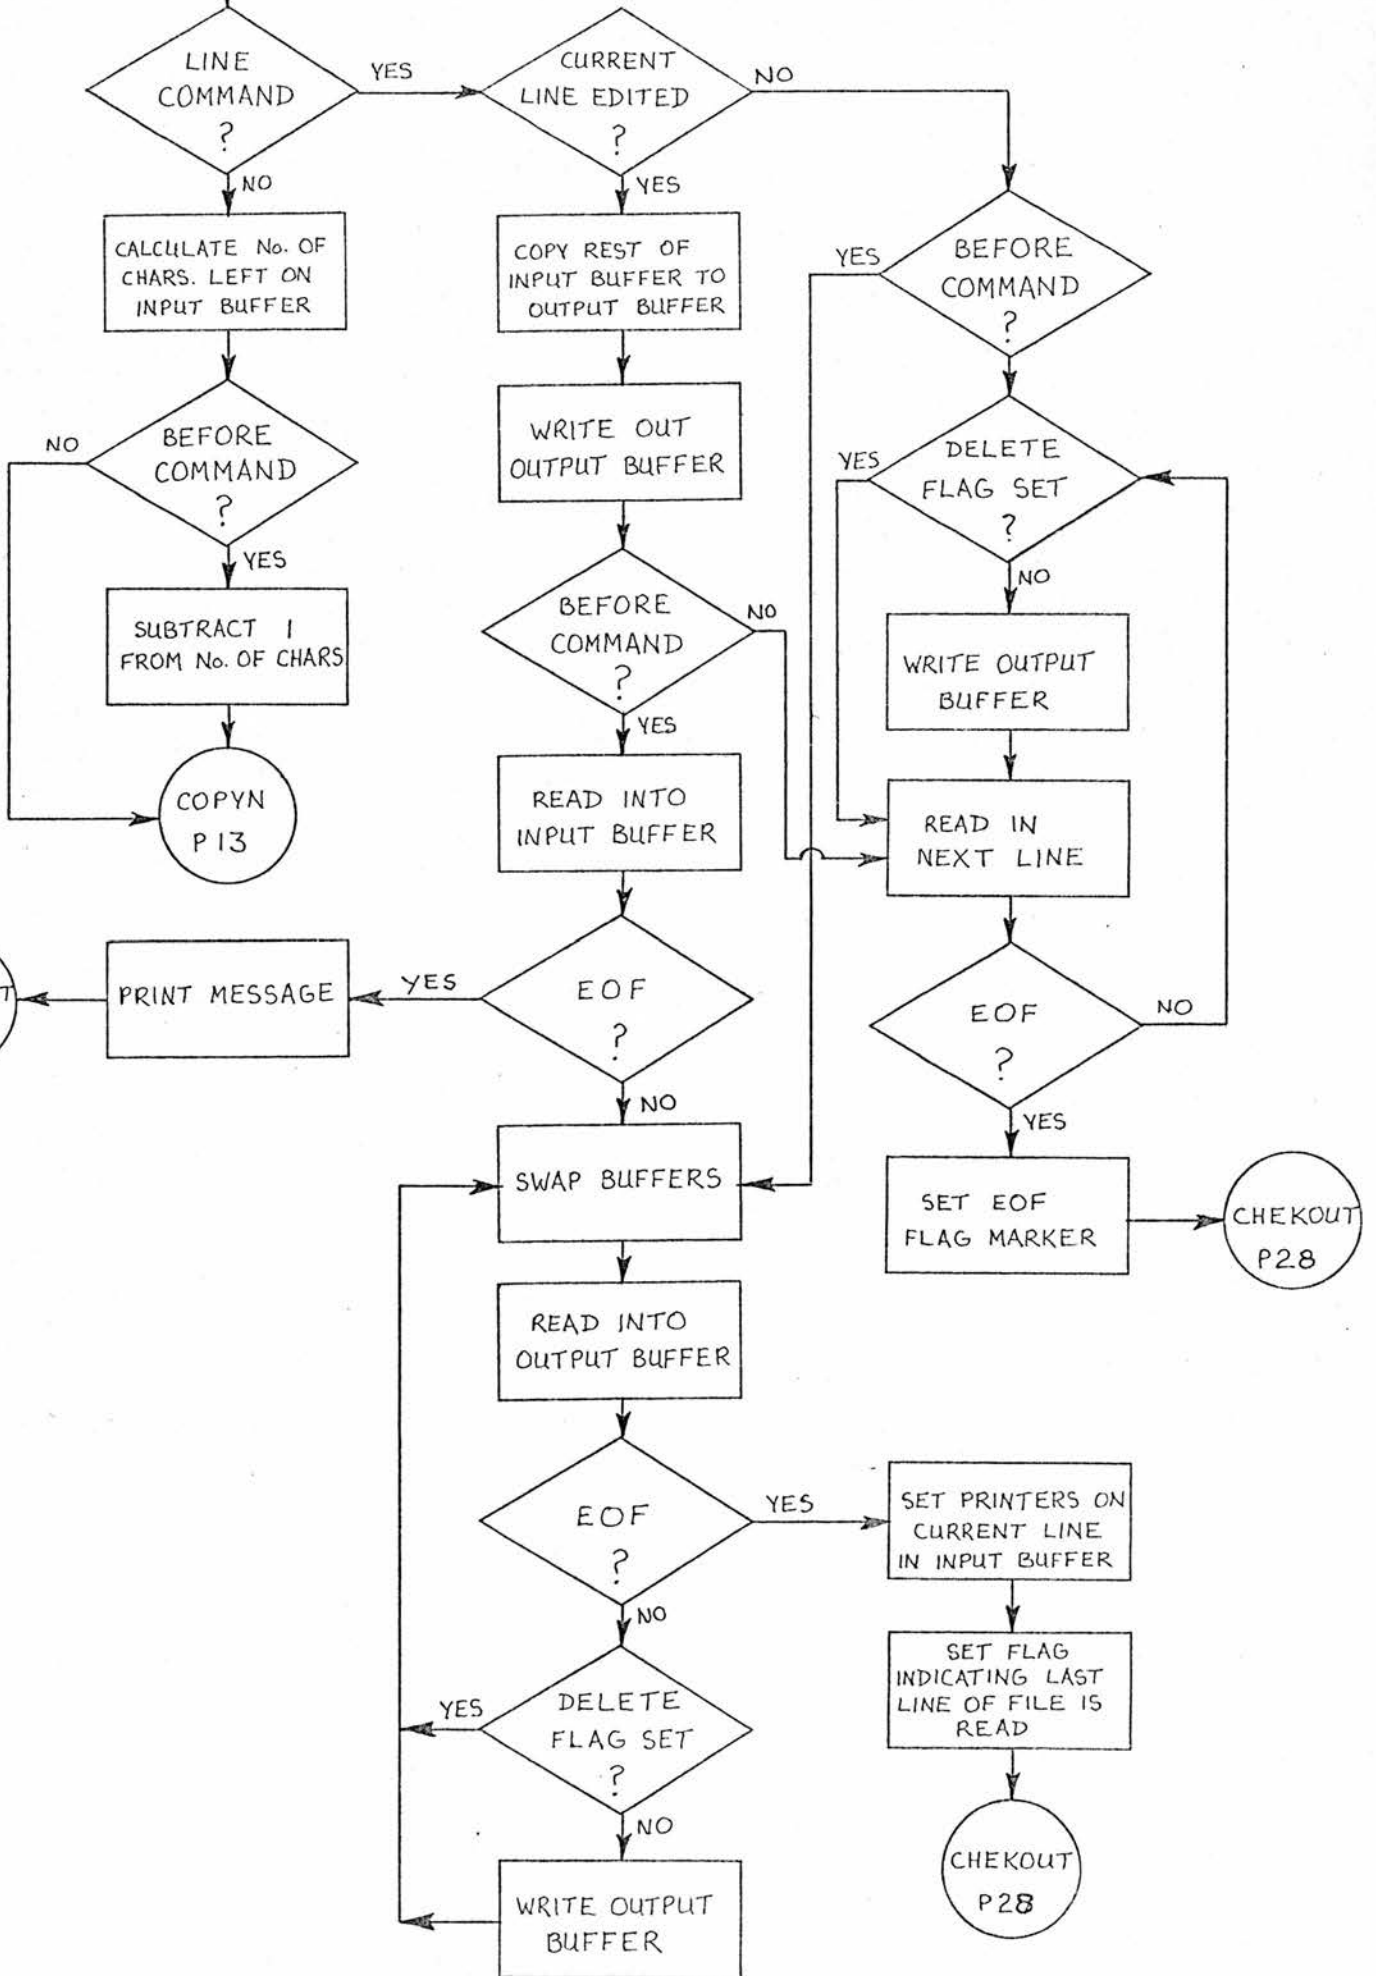 LINE
COMMAND
?
YES
NO
CALCULATE No. OF
CHARS. LEFT ON
INPUT BUFFER
BEFORE
COMMAND
?
NO
YES
SUBTRACT 1
FROM No. OF CHARS
COPYN
P13
CURRENT
LINE EDITED
?
NO
YES
COPY REST OF
INPUT BUFFER TO
OUTPUT BUFFER
WRITE OUT
OUTPUT BUFFER
BEFORE
COMMAND
?
NO
YES
READ INTO
INPUT BUFFER
EOF
?
YES
PRINT MESSAGE
T
NO
SWAP BUFFERS
READ INTO
OUTPUT BUFFER
EOF
?
YES
NO
DELETE
FLAG SET
?
YES
NO
WRITE OUTPUT
BUFFER
BEFORE
COMMAND
?
YES
DELETE
FLAG SET
?
YES
NO
WRITE OUTPUT
BUFFER
READ IN
NEXT LINE
EOF
?
NO
YES
SET EOF
FLAG MARKER
CHEKOUT
P28
SET PRINTERS ON
CURRENT LINE
IN INPUT BUFFER
SET FLAG
INDICATING LAST
LINE OF FILE IS
READ
CHEKOUT
P28